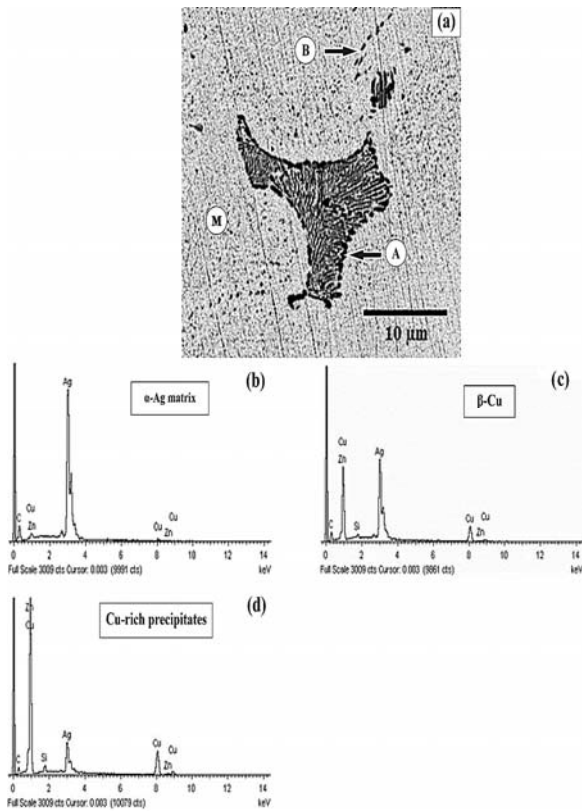 (a)
B
M
A
10 µm
(b)
α-Ag matrix
Ag
C
Cu
Zn
Cu
Cu
Zn
0 2 4 6 8 10 12 14
Full Scale 3009 cts Cursor: 0.003 (9991 cts) keV
(c)
β-Cu
Cu
Zn
Ag
C
Si
Cu
Cu
Zn
0 2 4 6 8 10 12 14
Full Scale 3009 cts Cursor: 0.003 (9861 cts) keV
(d)
Cu-rich precipitates
Zn
Cu
C
Si
Ag
Cu
Cu
Zn
0 2 4 6 8 10 12 14
Full Scale 3009 cts Cursor: 0.003 (10079 cts) keV